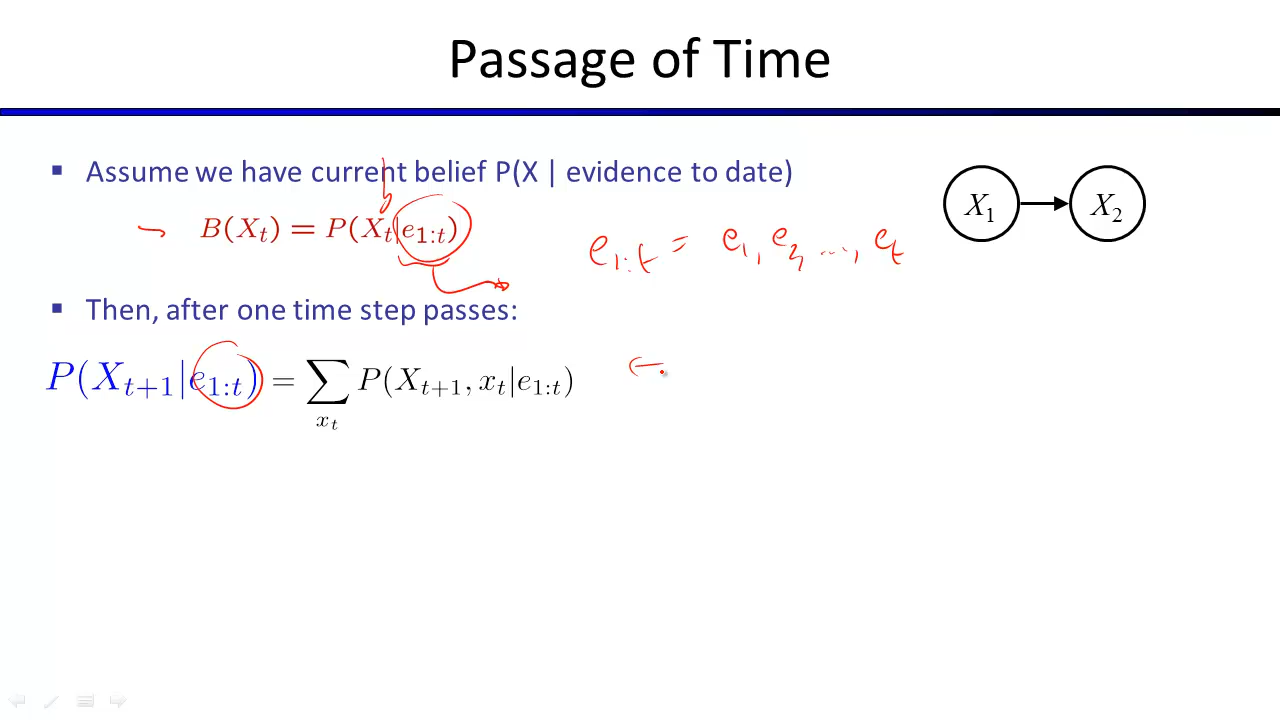 Passage of Time
▪ Assume we have current belief P(X | evidence to date)
B(X_t) = P(X_t|e_{1:t})
X_1 X_2
e_{1:t} = e_1, e_2, ..., e_t
▪ Then, after one time step passes:
P(X_{t+1}|e_{1:t}) = \sum_{x_t} P(X_{t+1}, x_t|e_{1:t})